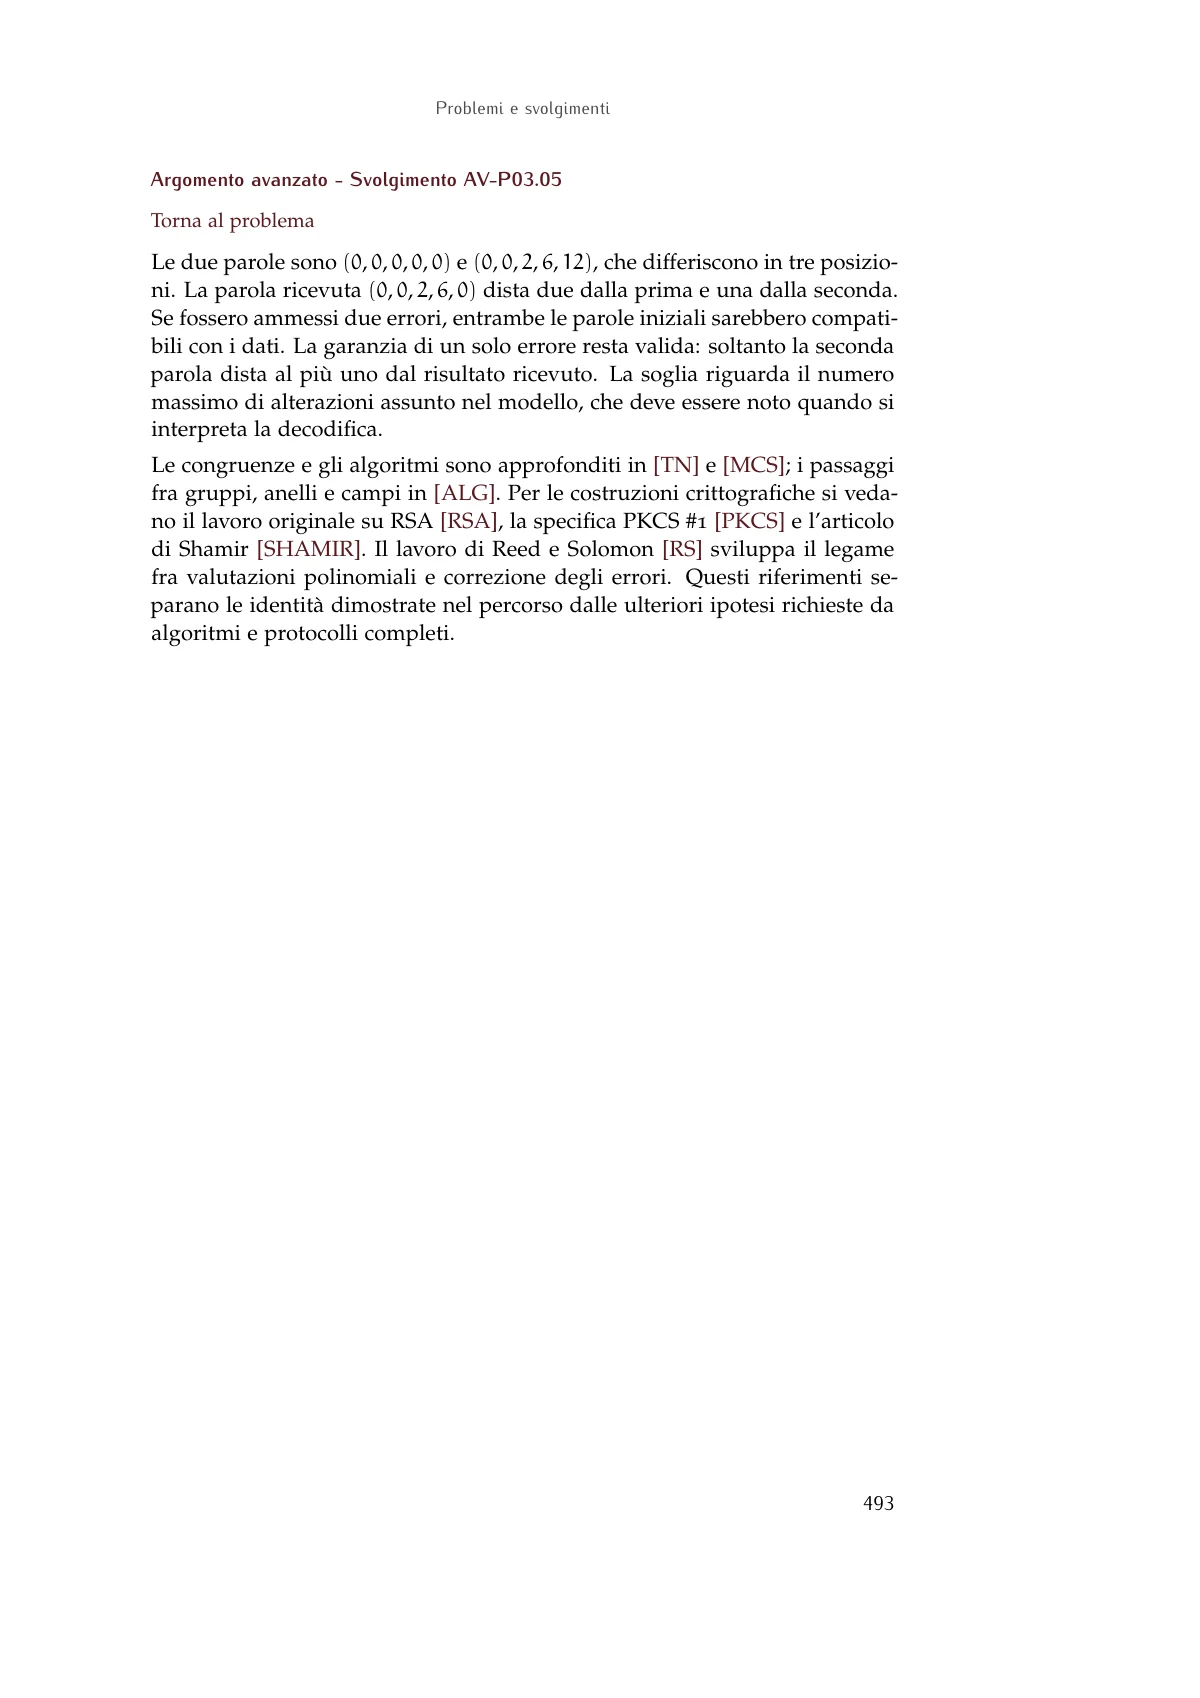 Problemi e svolgimenti
Argomento avanzato - Svolgimento AV-P03.05
Torna al problema
Le due parole sono (0, 0, 0, 0, 0) e (0, 0, 2, 6, 12), che differiscono in tre posizio-
ni. La parola ricevuta (0, 0, 2, 6, 0) dista due dalla prima e una dalla seconda.
Se fossero ammessi due errori, entrambe le parole iniziali sarebbero compati-
bili con i dati. La garanzia di un solo errore resta valida: soltanto la seconda
parola dista al più uno dal risultato ricevuto. La soglia riguarda il numero
massimo di alterazioni assunto nel modello, che deve essere noto quando si
interpreta la decodifica.
Le congruenze e gli algoritmi sono approfonditi in [TN] e [MCS]; i passaggi
fra gruppi, anelli e campi in [ALG]. Per le costruzioni crittografiche si veda-
no il lavoro originale su RSA [RSA], la specifica PKCS #1 [PKCS] e l'articolo
di Shamir [SHAMIR]. Il lavoro di Reed e Solomon [RS] sviluppa il legame
fra valutazioni polinomiali e correzione degli errori. Questi riferimenti se-
parano le identità dimostrate nel percorso dalle ulteriori ipotesi richieste da
algoritmi e protocolli completi.
493